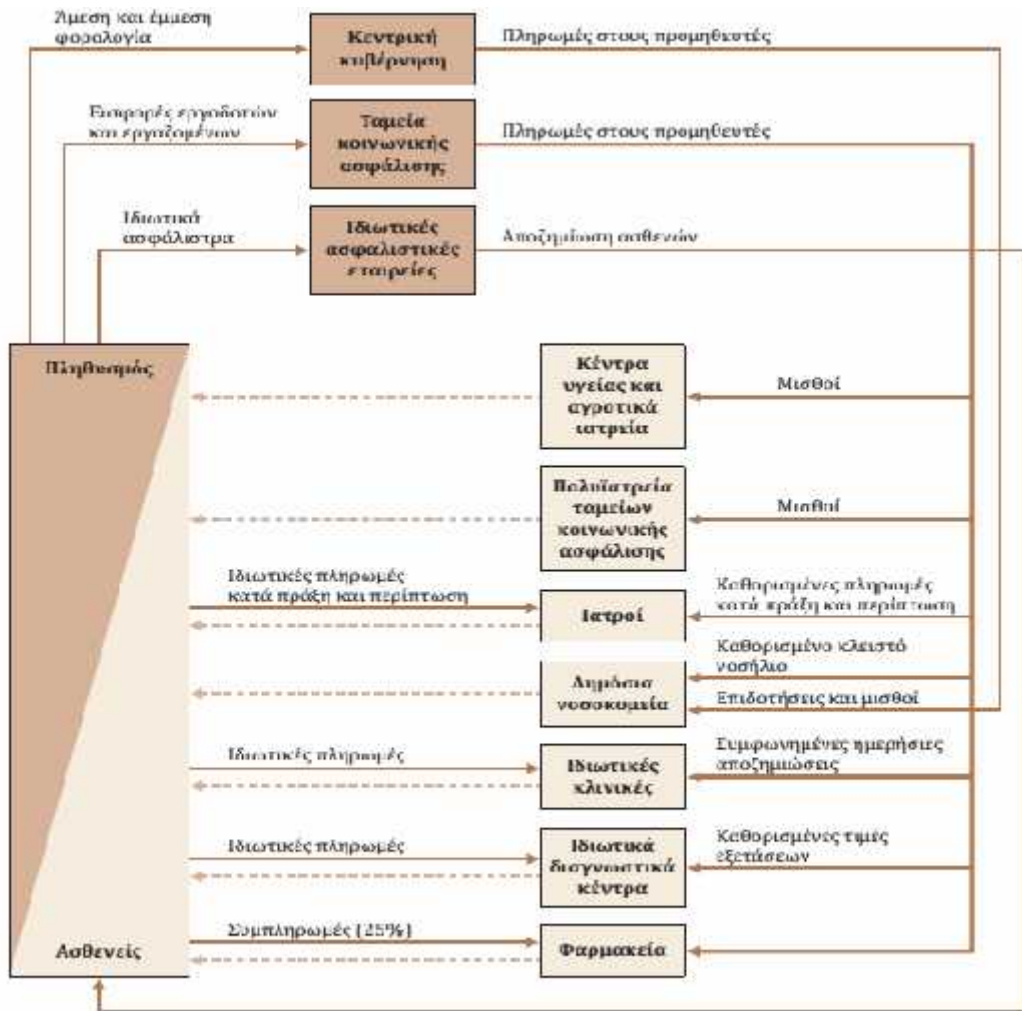 Άμεση και έμμεση
φορολογία
Κεντρική
κυβέρνηση
Πληρωμές στους προμηθευτές
Εισφορές εργοδοτών
και εργαζομένων
Ταμεία
κοινωνικής
ασφάλισης
Πληρωμές στους προμηθευτές
Ιδιωτικά
ασφάλιστρα
Ιδιωτικές
ασφαλιστικές
εταιρείες
Αποζημίωση ασθενών
Πληθυσμός
Κέντρα
υγείας και
αγροτικά
ιατρεία
Μισθοί
Πολυϊατρεία
ταμείων
κοινωνικής
ασφάλισης
Μισθοί
Ιδιωτικές πληρωμές
κατά πράξη και περίπτωση
Ιατροί
Καθορισμένες πληρωμές
κατά πράξη και περίπτωση
Δημόσια
νοσοκομεία
Καθορισμένο κλειστό
νοσήλιο
Επιδοτήσεις και μισθοί
Ιδιωτικές πληρωμές
Ιδιωτικές
κλινικές
Συμφωνημένες ημερήσιες
αποζημιώσεις
Ιδιωτικές πληρωμές
Ιδιωτικά
διαγνωστικά
κέντρα
Καθορισμένες τιμές
εξετάσεων
Συμπληρωμές (25%)
Φαρμακεία
Ασθενείς